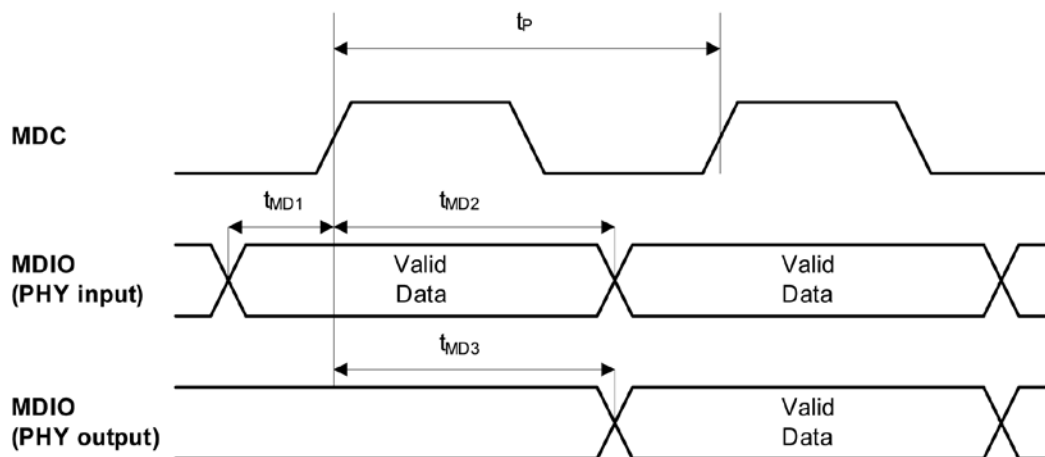 tP
MDC
tMD1
tMD2
MDIO
(PHY input)
Valid
Data
Valid
Data
tMD3
MDIO
(PHY output)
Valid
Data